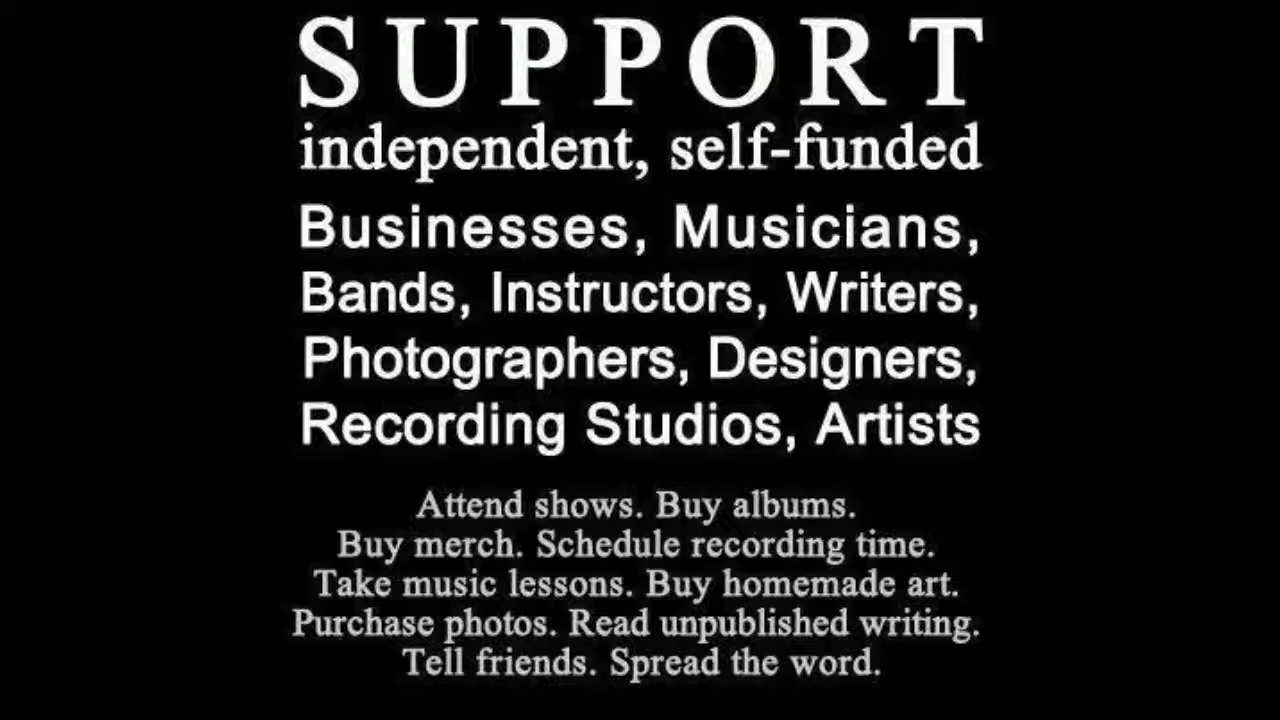 SUPPORT
independent, self-funded
Businesses, Musicians,
Bands, Instructors, Writers,
Photographers, Designers,
Recording Studios, Artists
Attend shows. Buy albums.
Buy merch. Schedule recording time.
Take music lessons. Buy homemade art.
Purchase photos. Read unpublished writing.
Tell friends. Spread the word.